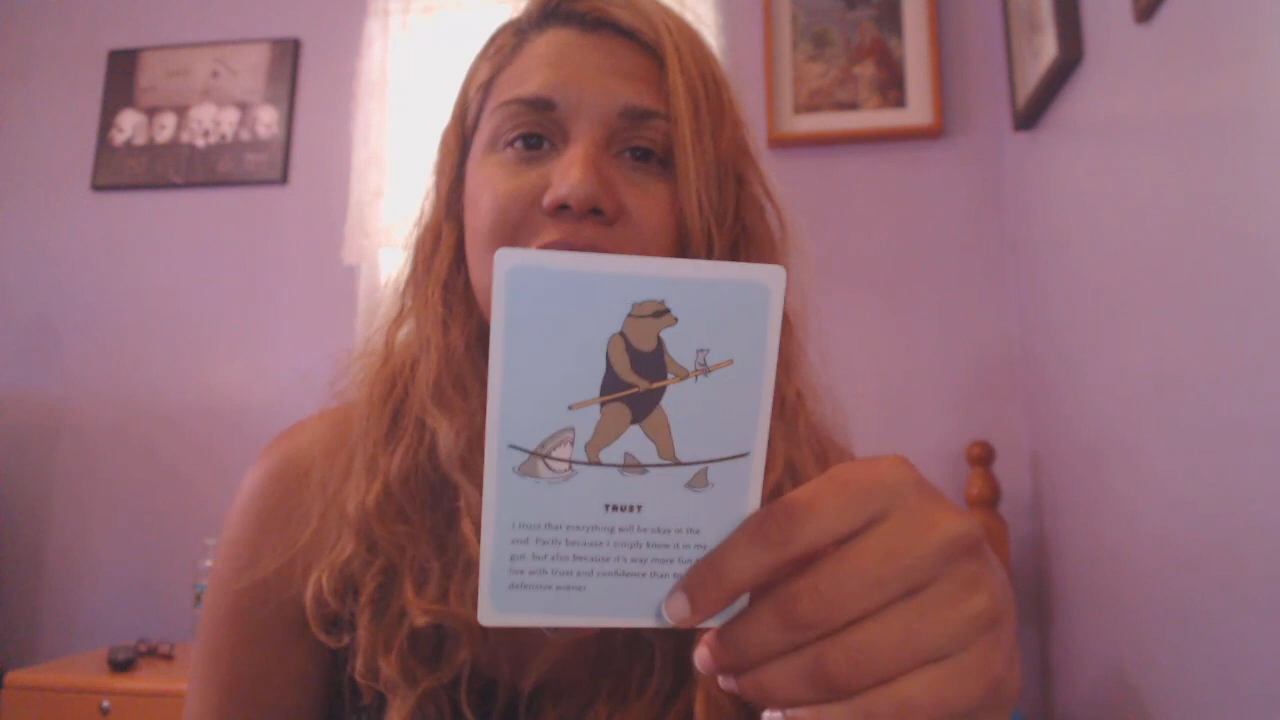 TRUST
I trust that everything will be okay in the
end. Partly because I simply know it in my
gut, but also because it's way more fun
live with trust and confidence than
defensive